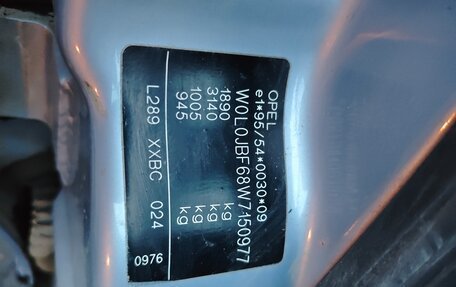 OPEL
e1*95/54*0030*09
W0L0JBF68W7150977
1890 kg
3140 kg
1005 kg
945 kg
L289 XXBC 024
0976